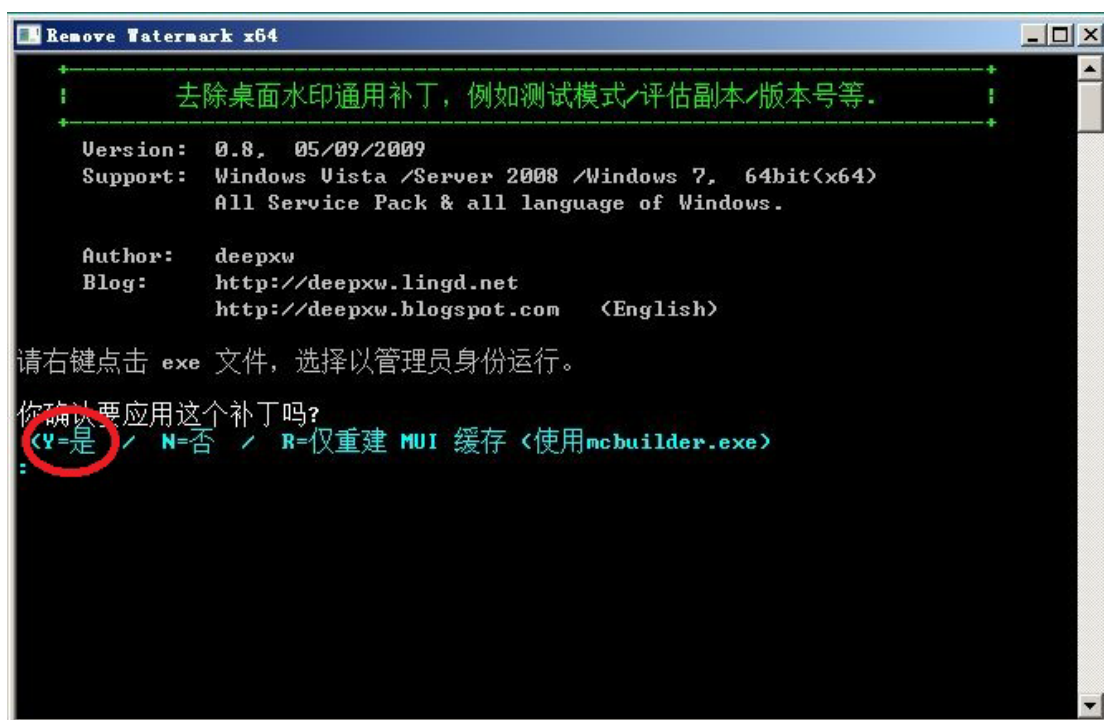 Remove Watermark x64
去除桌面水印通用补丁，例如测试模式/评估副本/版本号等.
Version: 0.8, 05/09/2009
Support: Windows Vista /Server 2008 /Windows 7, 64bit(x64)
All Service Pack & all language of Windows.
Author: deepxw
Blog: http://deepxw.lingd.net
http://deepxw.blogspot.com (English)
请右键点击 exe 文件，选择以管理员身份运行。
你确认要应用这个补丁吗?
(Y=是 / N=否 / R=仅重建 MUI 缓存 (使用mcbuilder.exe)
: